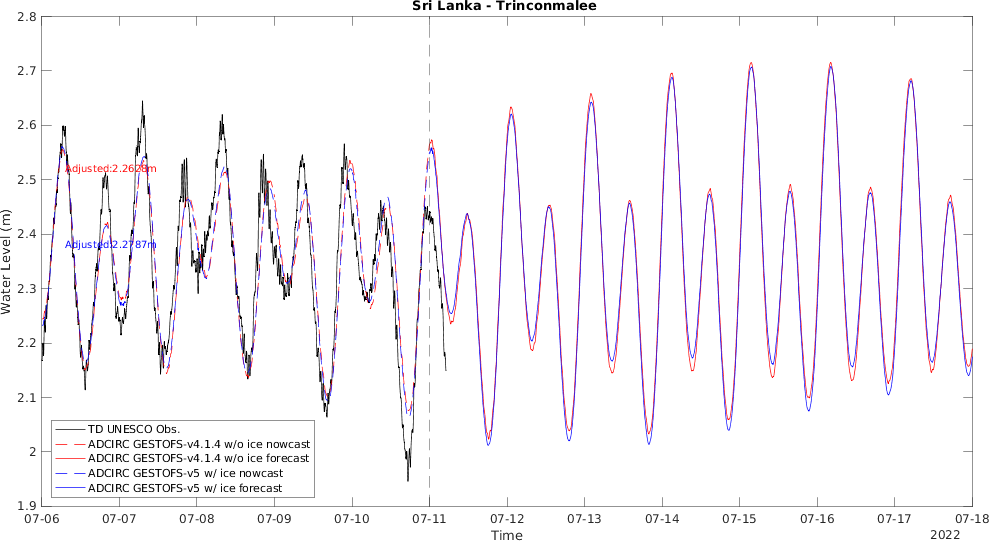 Sri Lanka - Trinconmalee
2.8
2.7
2.6
2.5
2.4
2.3
2.2
2.1
2
1.9
Water Level (m)
Adjusted:2.2628m
Adjusted:2.2787m
TD UNESCO Obs.
ADCIRC GESTOFS-v4.1.4 w/o ice nowcast
ADCIRC GESTOFS-v4.1.4 w/o ice forecast
ADCIRC GESTOFS-v5 w/ ice nowcast
ADCIRC GESTOFS-v5 w/ ice forecast
07-06 07-07 07-08 07-09 07-10 07-11 07-12 07-13 07-14 07-15 07-16 07-17 07-18
Time
2022